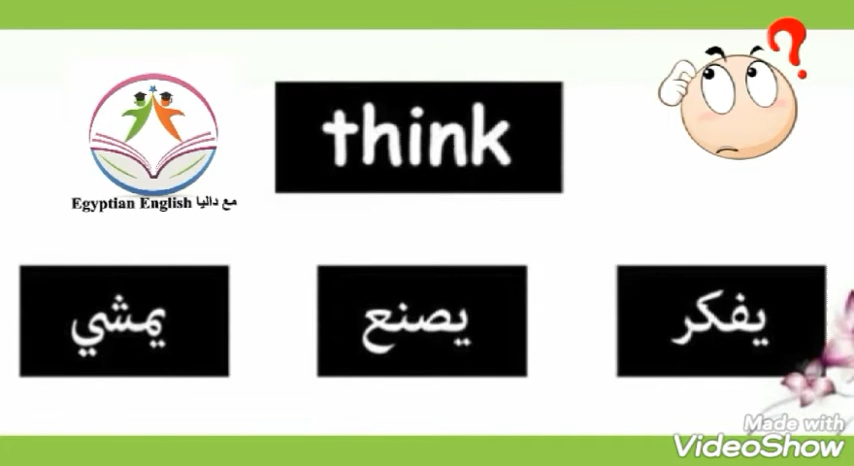 think
Egyptian English مع داليا
يفكر
يصنع
يمشي
?
Made with
VideoShow